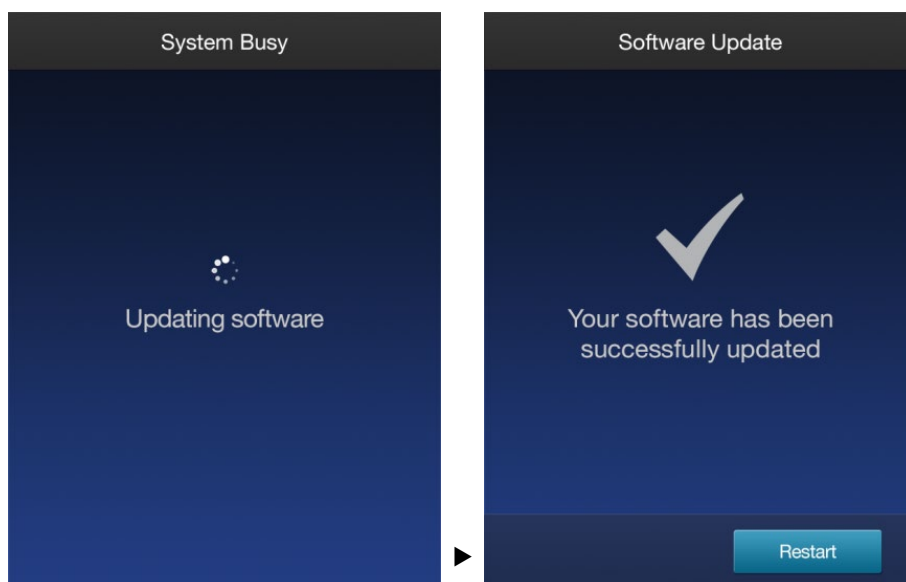 System Busy
Updating software
Software Update
Your software has been
successfully updated
Restart